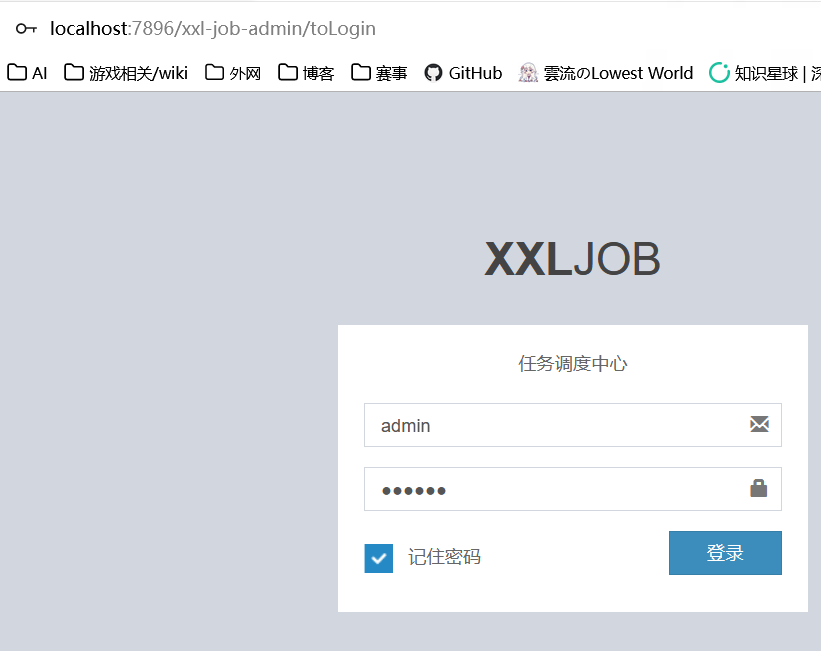 localhost:7896/xxl-job-admin/toLogin
AI 游戏相关/wiki 外网 博客 赛事 GitHub 雲流のLowest World 知识星球 | 深
XXLJOB
任务调度中心
admin
●●●●●●
记住密码 登录